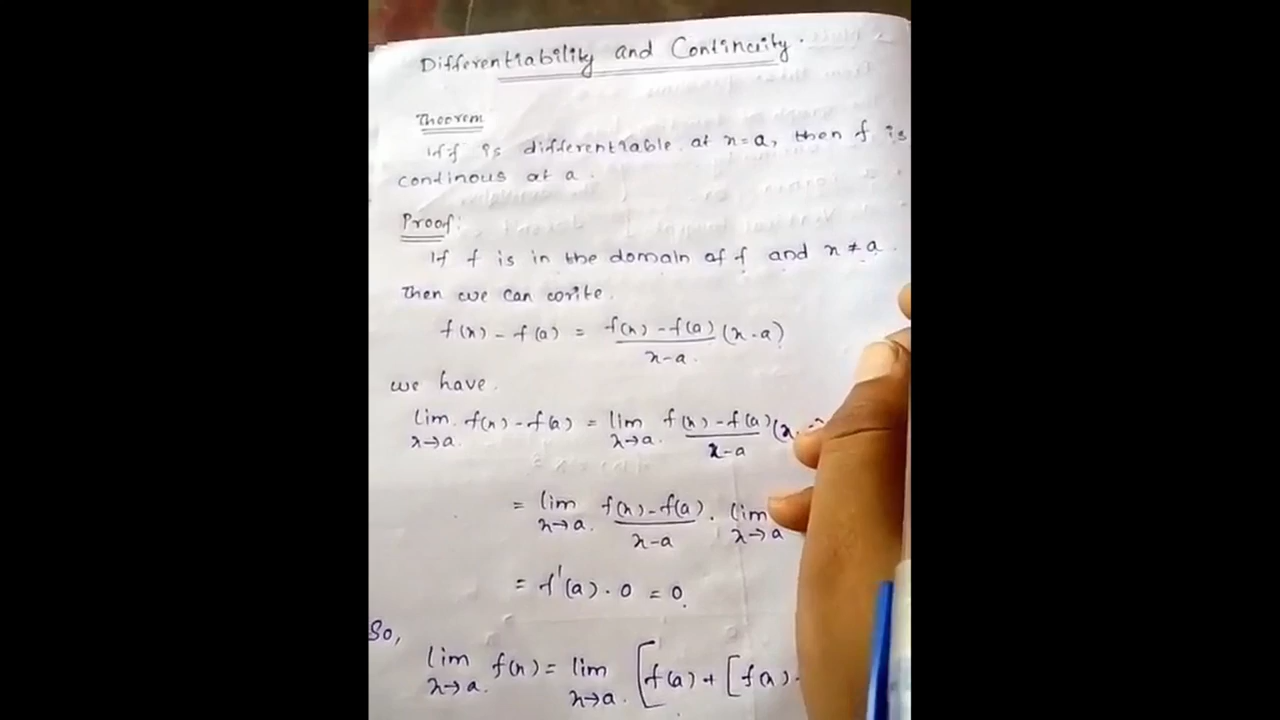 Differentiability and Continuity.
Theorem
If f is differentiable at x=a, then f is
continous at a.
Proof:
If f is in the domain of f and x ≠ a.
Then we can write.
f(x) - f(a) = f(x) - f(a) / x-a (x-a)
we have.
lim x→a f(x) - f(a) = lim x→a f(x) - f(a) / x-a (x
= lim x→a f(x) - f(a) / x-a . lim x→a
= f'(a) . 0 = 0.
So,
lim x→a f(x) = lim x→a [f(a) + [f(x) -